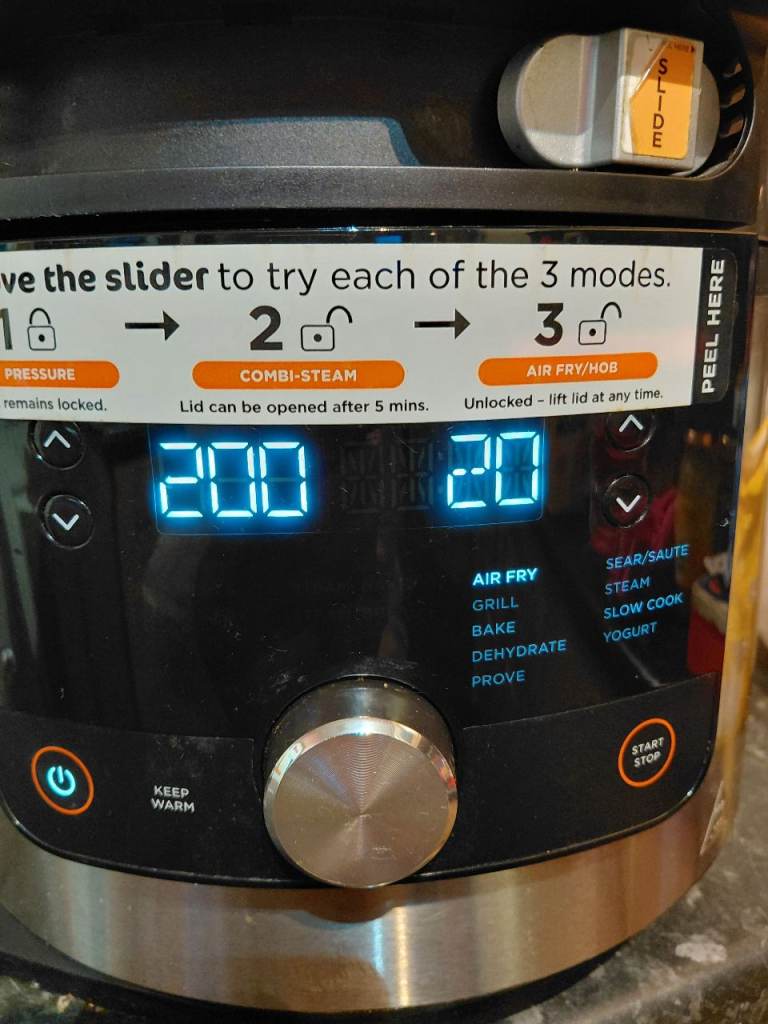 SLIDE
ve the slider to try each of the 3 modes.
1 2 3
PRESSURE COMBI-STEAM AIR FRY/HOB
remains locked. Lid can be opened after 5 mins. Unlocked – lift lid at any time.
PEEL HERE
200 20
AIR FRY
GRILL
BAKE
DEHYDRATE
PROVE
SEAR/SAUTE
STEAM
SLOW COOK
YOGURT
KEEP
WARM
START
STOP